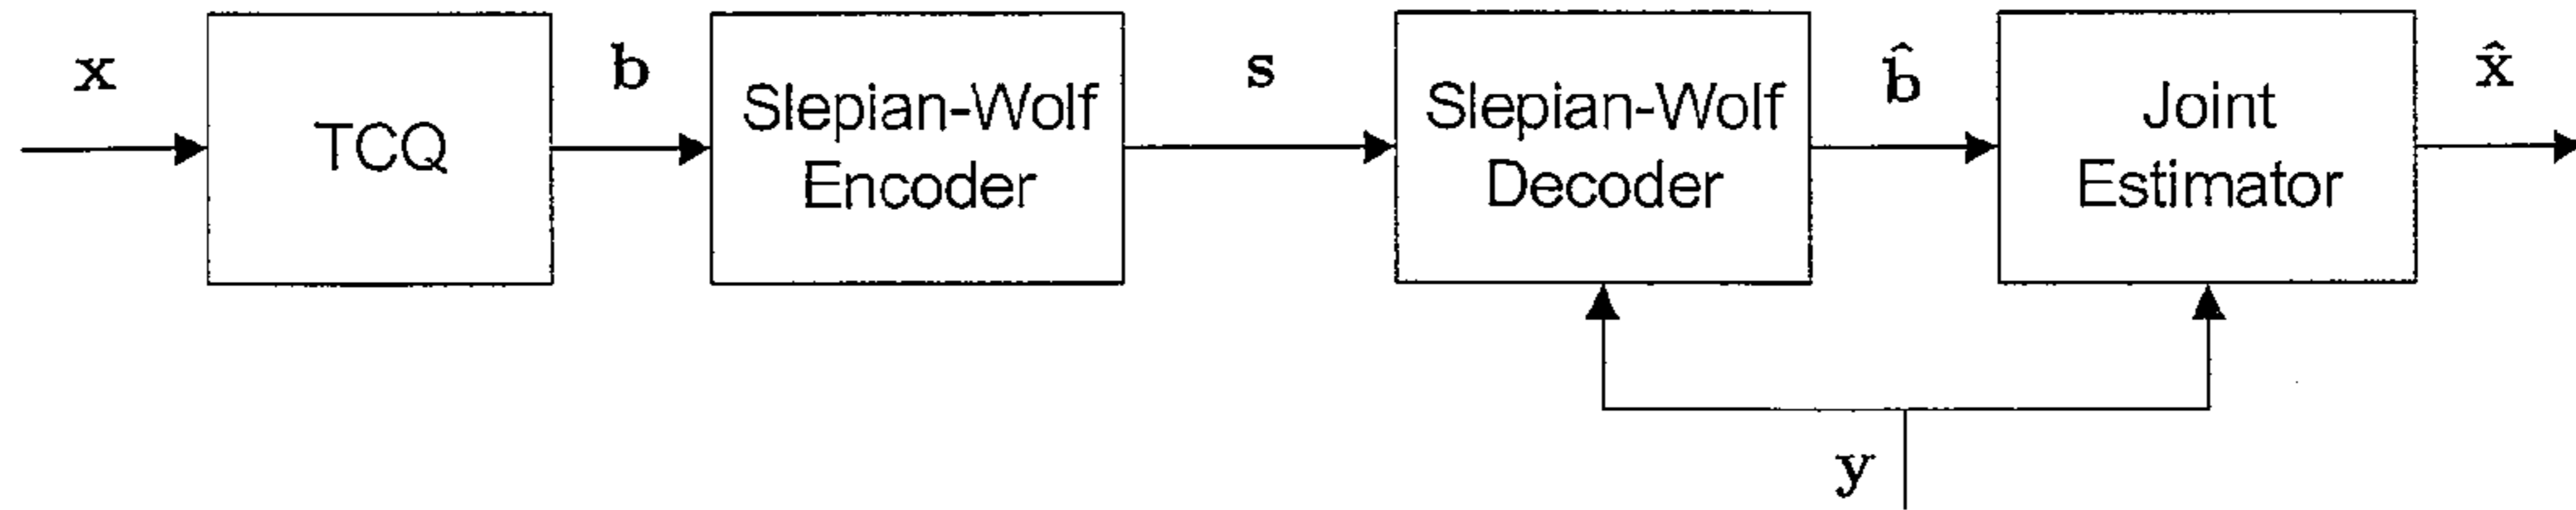 x
TCQ
b
Slepian-Wolf
Encoder
s
Slepian-Wolf
Decoder
b̂
Joint
Estimator
x̂
y